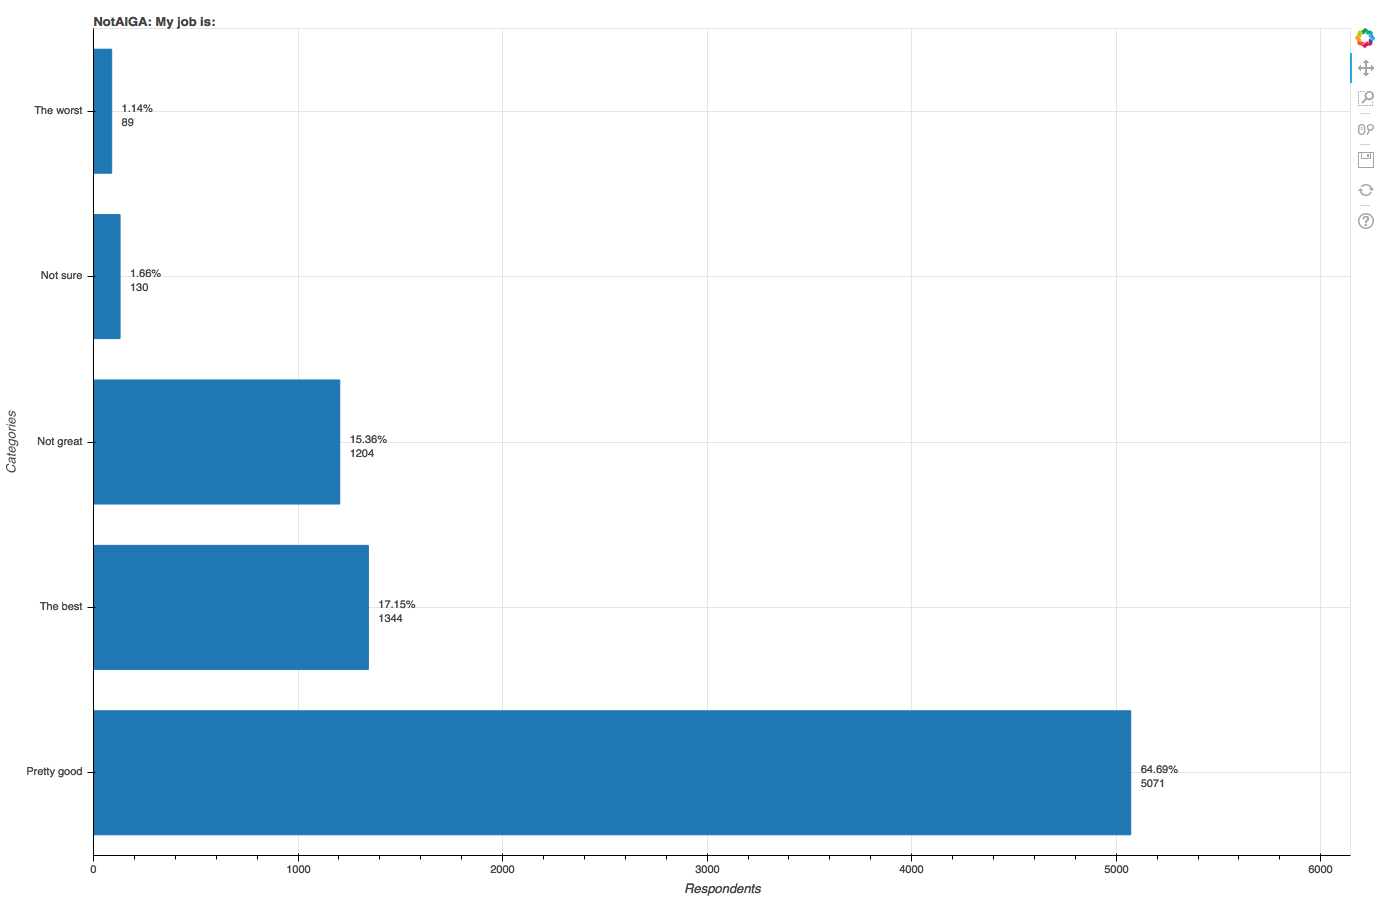 NotAIGA: My job is:
The worst
1.14%
89
Not sure
1.66%
130
Not great
15.36%
1204
Categories
The best
17.15%
1344
Pretty good
64.69%
5071
0 1000 2000 3000 4000 5000 6000
Respondents